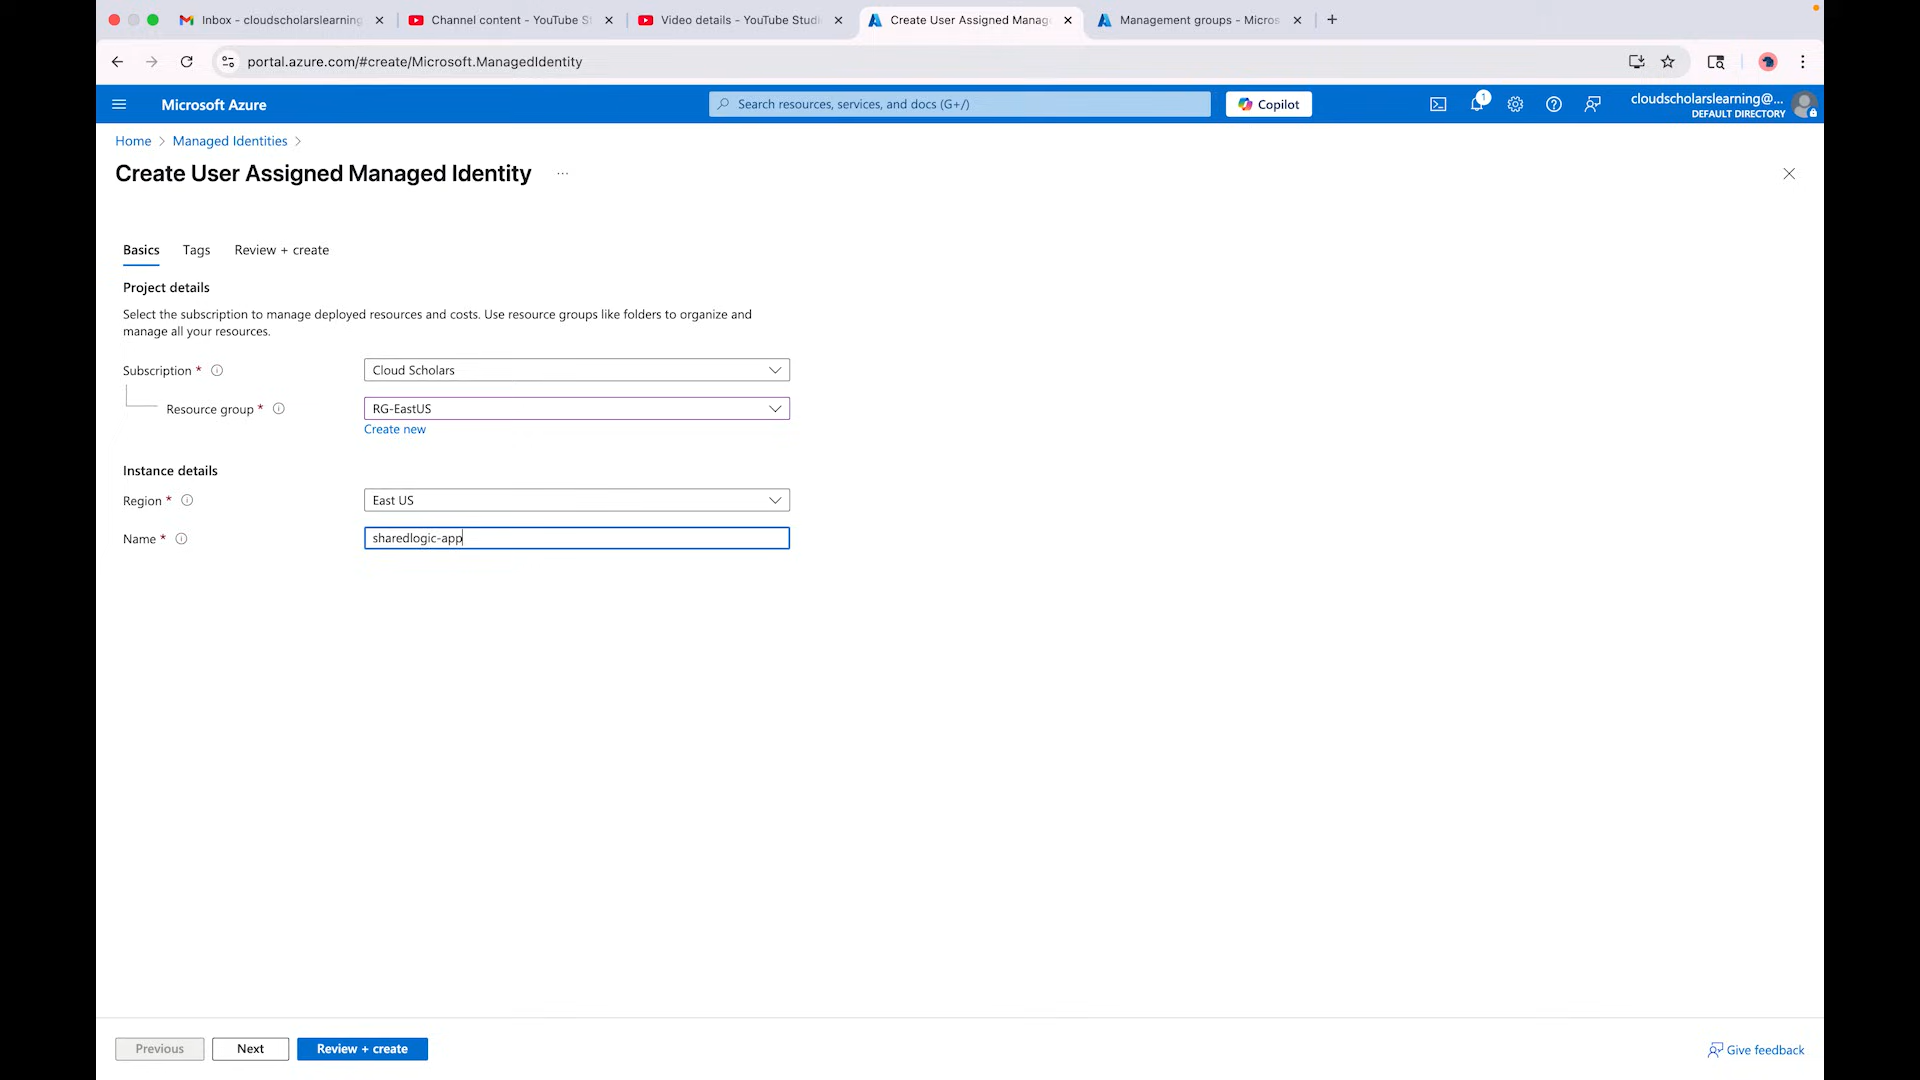 Inbox - cloudscholarslearning
Channel content - YouTube S
Video details - YouTube Studi
Create User Assigned Manag
Management groups - Micros
portal.azure.com/#create/Microsoft.ManagedIdentity
Microsoft Azure
Search resources, services, and docs (G+/)
Copilot
1
cloudscholarslearning@...
DEFAULT DIRECTORY
Home > Managed Identities >
Create User Assigned Managed Identity ...
Basics Tags Review + create
Project details
Select the subscription to manage deployed resources and costs. Use resource groups like folders to organize and
manage all your resources.
Subscription * Cloud Scholars
Resource group * RG-EastUS
Create new
Instance details
Region * East US
Name * sharedlogic-app
Previous Next Review + create
Give feedback